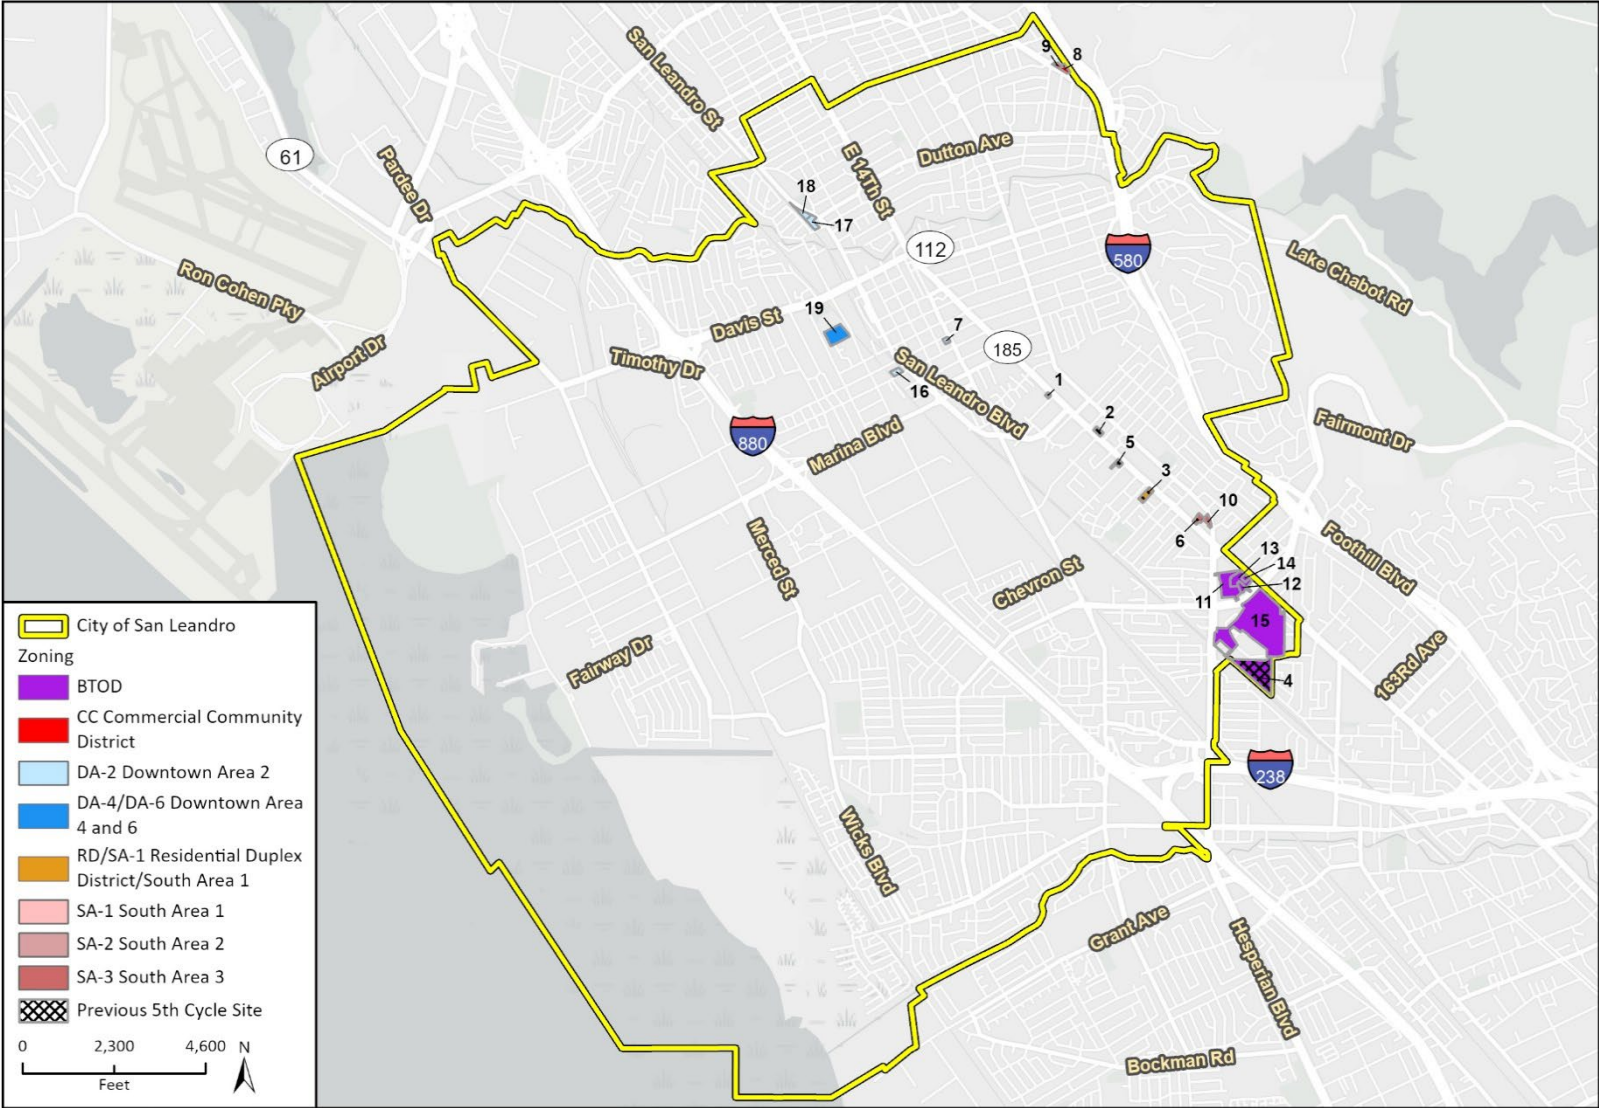 San Leandro St
9
8
61
Pardee Dr
E 14Th St
Dutton Ave
18
17
112
580
Lake Chabot Rd
Ron Cohen Pky
Airport Dr
Davis St
19
7
185
Timothy Dr
San Leandro Blvd
16
1
2
880
Marina Blvd
5
3
Fairmont Dr
10
6
Merced St
Foothill Blvd
13
14
12
11
Chevron St
15
163Rd Ave
4
Fairway Dr
238
Wicks Blvd
Grant Ave
Hesperian Blvd
Bockman Rd
City of San Leandro
Zoning
BTOD
CC Commercial Community
District
DA-2 Downtown Area 2
DA-4/DA-6 Downtown Area
4 and 6
RD/SA-1 Residential Duplex
District/South Area 1
SA-1 South Area 1
SA-2 South Area 2
SA-3 South Area 3
Previous 5th Cycle Site
0 2,300 4,600 N
Feet